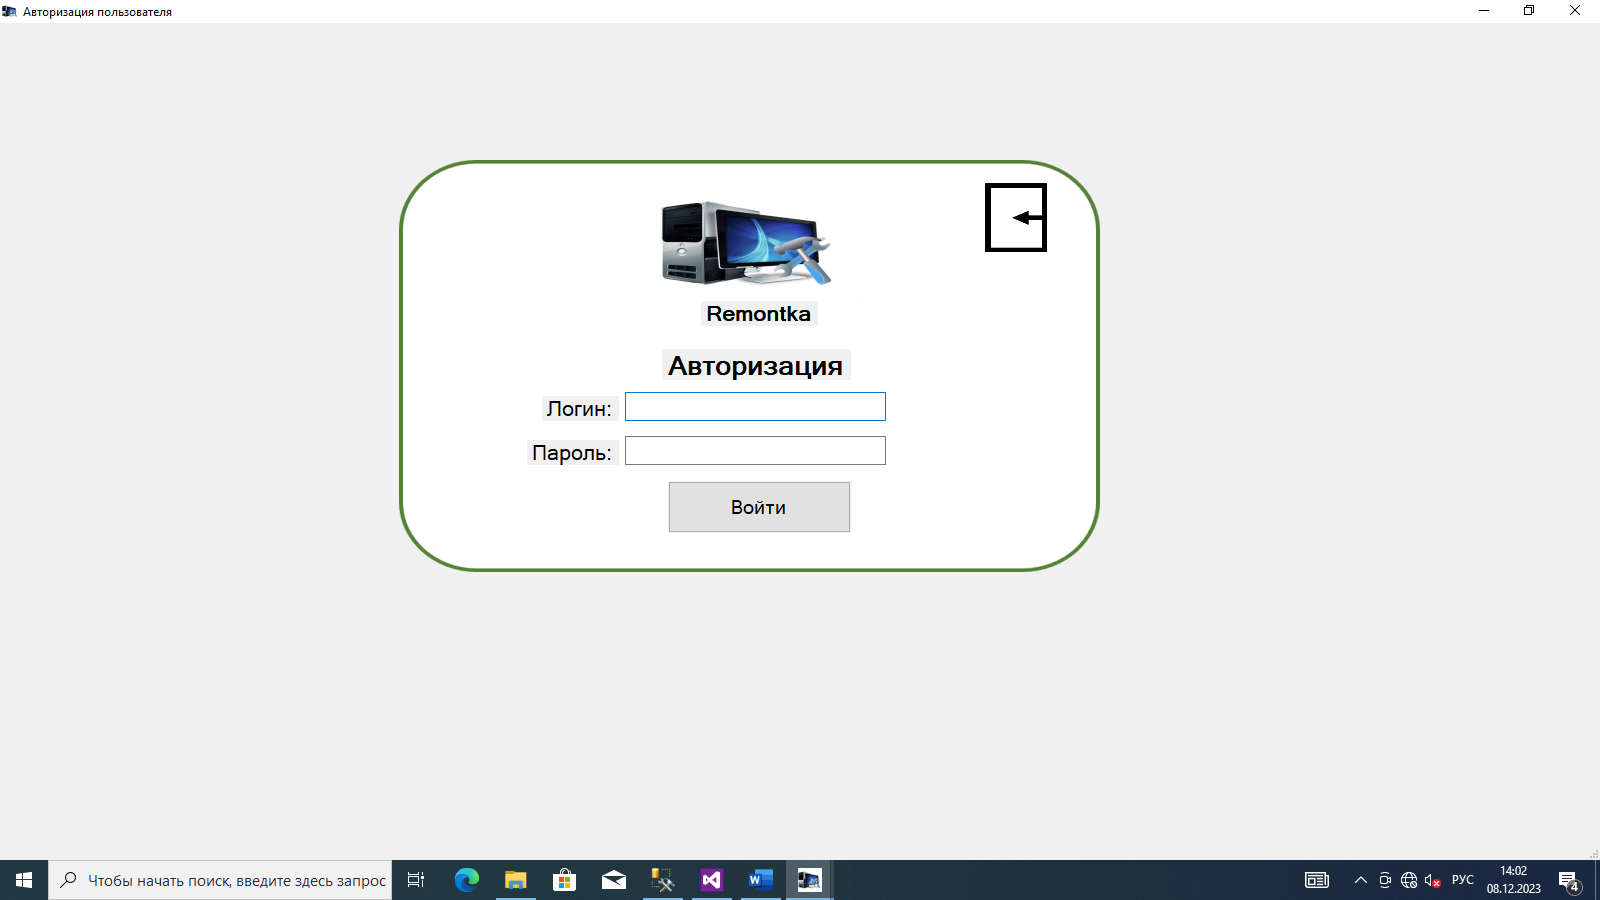 Авторизация пользователя
Remontka
Авторизация
Логин:
Пароль:
Войти
Чтобы начать поиск, введите здесь запрос
РУС
14:02
08.12.2023
4